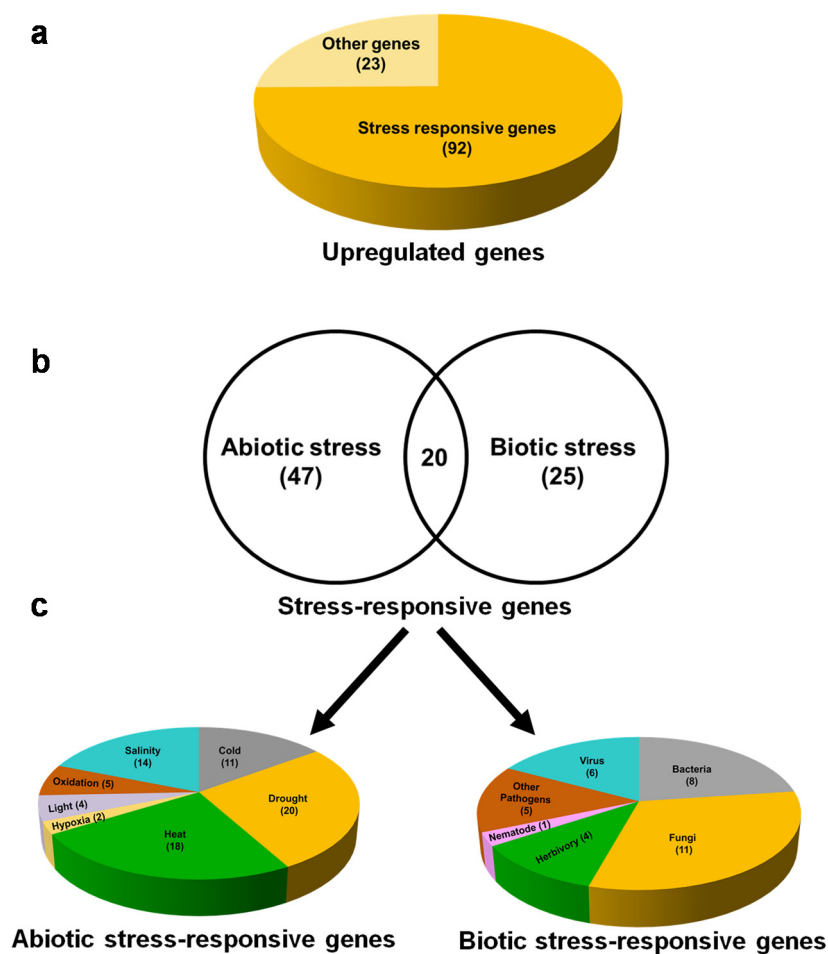 a
Other genes
(23)
Stress responsive genes
(92)
Upregulated genes
b
Abiotic stress
(47)
20
Biotic stress
(25)
Stress-responsive genes
c
Salinity
(14)
Cold
(11)
Oxidation (5)
Drought
(20)
Light (4)
Hypoxia (2)
Heat
(18)
Abiotic stress-responsive genes
Virus
(6)
Bacteria
(8)
Other
Pathogens
(5)
Nematode (1)
Fungi
(11)
Herbivory (4)
Biotic stress-responsive genes